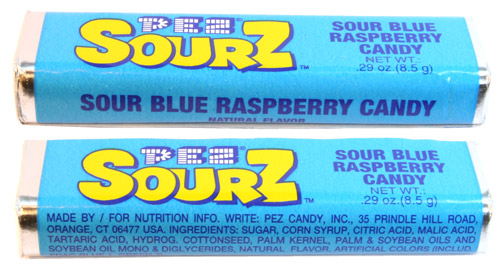 PEZ
SOURZ™
SOUR BLUE
RASPBERRY
CANDY
NET WT.:
.29 oz. (8.5 g)
SOUR BLUE RASPBERRY CANDY
NATURAL FLAVOR
PEZ
SOURZ™
SOUR BLUE
RASPBERRY
CANDY
NET WT.:
.29 oz.(8.5 g)
MADE BY / FOR NUTRITION INFO. WRITE: PEZ CANDY, INC., 35 PRINDLE HILL ROAD,
ORANGE, CT 06477 USA. INGREDIENTS: SUGAR, CORN SYRUP, CITRIC ACID, MALIC ACID,
TARTARIC ACID, HYDROG. COTTONSEED, PALM KERNEL, PALM & SOYBEAN OILS AND
SOYBEAN OIL MONO & DIGLYCERIDES, NATURAL FLAVOR, ARTIFICIAL COLORS (INCLUD.